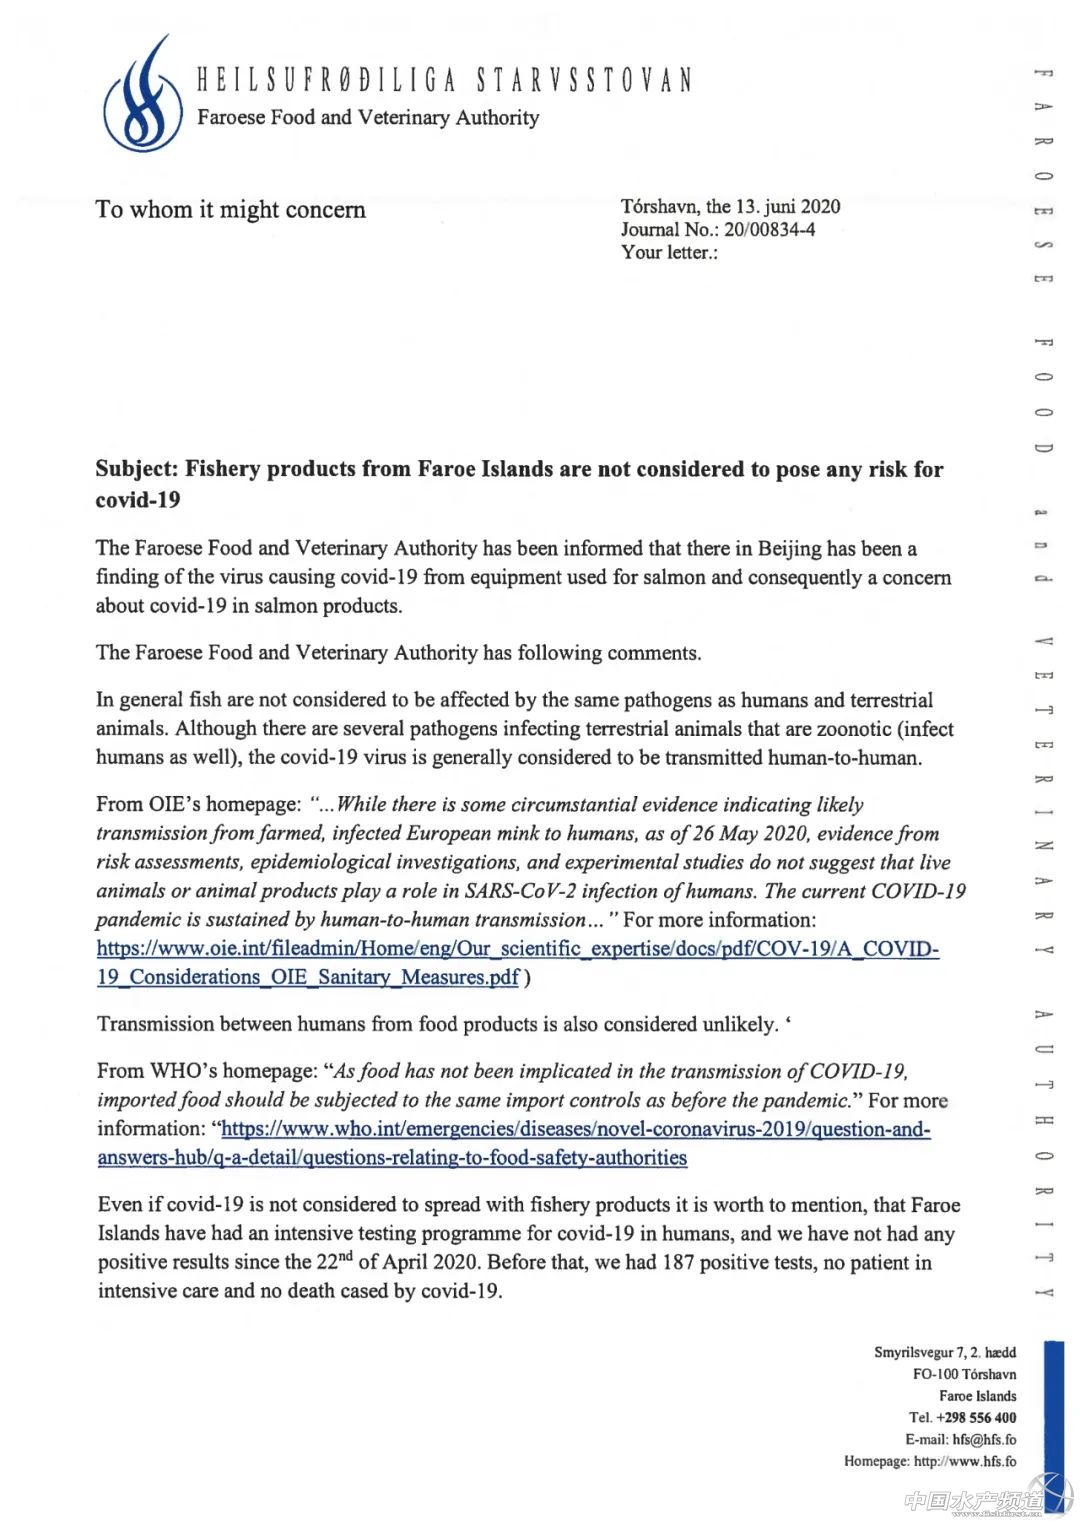 HEILSUFRØÐILIGA STARVSSTOVAN
Faroese Food and Veterinary Authority
To whom it might concern
Tórshavn, the 13. juni 2020
Journal No.: 20/00834-4
Your letter.:
Subject: Fishery products from Faroe Islands are not considered to pose any risk for
covid-19
The Faroese Food and Veterinary Authority has been informed that there in Beijing has been a
finding of the virus causing covid-19 from equipment used for salmon and consequently a concern
about covid-19 in salmon products.
The Faroese Food and Veterinary Authority has following comments.
In general fish are not considered to be affected by the same pathogens as humans and terrestrial
animals. Although there are several pathogens infecting terrestrial animals that are zoonotic (infect
humans as well), the covid-19 virus is generally considered to be transmitted human-to-human.
From OIE's homepage: "...While there is some circumstantial evidence indicating likely
transmission from farmed, infected European mink to humans, as of 26 May 2020, evidence from
risk assessments, epidemiological investigations, and experimental studies do not suggest that live
animals or animal products play a role in SARS-CoV-2 infection of humans. The current COVID-19
pandemic is sustained by human-to-human transmission..." For more information:
https://www.oie.int/fileadmin/Home/eng/Our_scientific_expertise/docs/pdf/COV-19/A_COVID-
19_Considerations_OIE_Sanitary_Measures.pdf )
Transmission between humans from food products is also considered unlikely. ‘
From WHO's homepage: “As food has not been implicated in the transmission of COVID-19,
imported food should be subjected to the same import controls as before the pandemic.” For more
information: “https://www.who.int/emergencies/diseases/novel-coronavirus-2019/question-and-
answers-hub/q-a-detail/questions-relating-to-food-safety-authorities
Even if covid-19 is not considered to spread with fishery products it is worth to mention, that Faroe
Islands have had an intensive testing programme for covid-19 in humans, and we have not had any
positive results since the 22nd of April 2020. Before that, we had 187 positive tests, no patient in
intensive care and no death cased by covid-19.
Smyrilsvegur 7, 2. hædd
FO-100 Tórshavn
Faroe Islands
Tel. +298 556 400
E-mail: hfs@hfs.fo
Homepage: http://www.hfs.fo
FAROESE FOOD and VETERINARY AUTHORITY
中国水产频道
www.fishfirst.cn